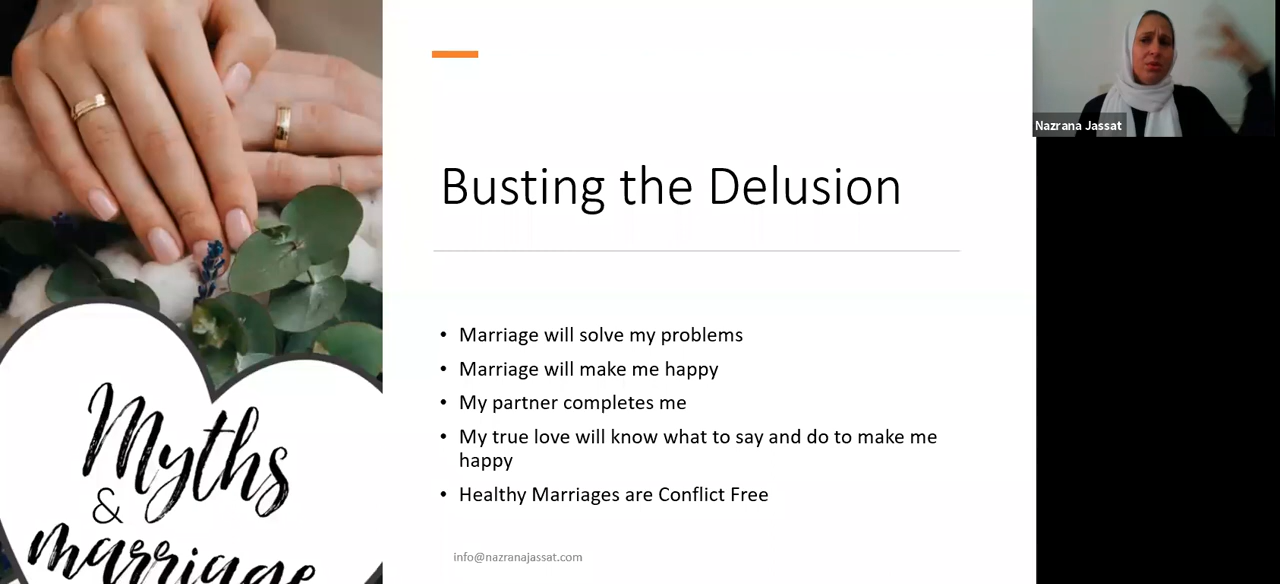 Busting the Delusion
• Marriage will solve my problems
• Marriage will make me happy
• My partner completes me
• My true love will know what to say and do to make me
happy
• Healthy Marriages are Conflict Free
info@nazranajassat.com
Myths
&
marriage
Nazrana Jassat